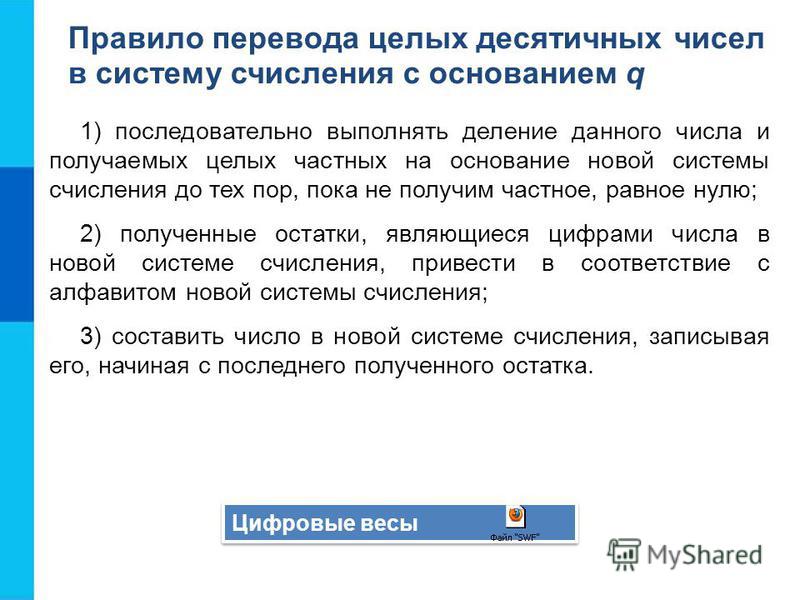 Правило перевода целых десятичных чисел
в систему счисления с основанием q
1) последовательно выполнять деление данного числа и
получаемых целых частных на основание новой системы
счисления до тех пор, пока не получим частное, равное нулю;
2) полученные остатки, являющиеся цифрами числа в
новой системе счисления, привести в соответствие с
алфавитом новой системы счисления;
3) составить число в новой системе счисления, записывая
его, начиная с последнего полученного остатка.
Цифровые весы
Файл "SWF"
MyShared